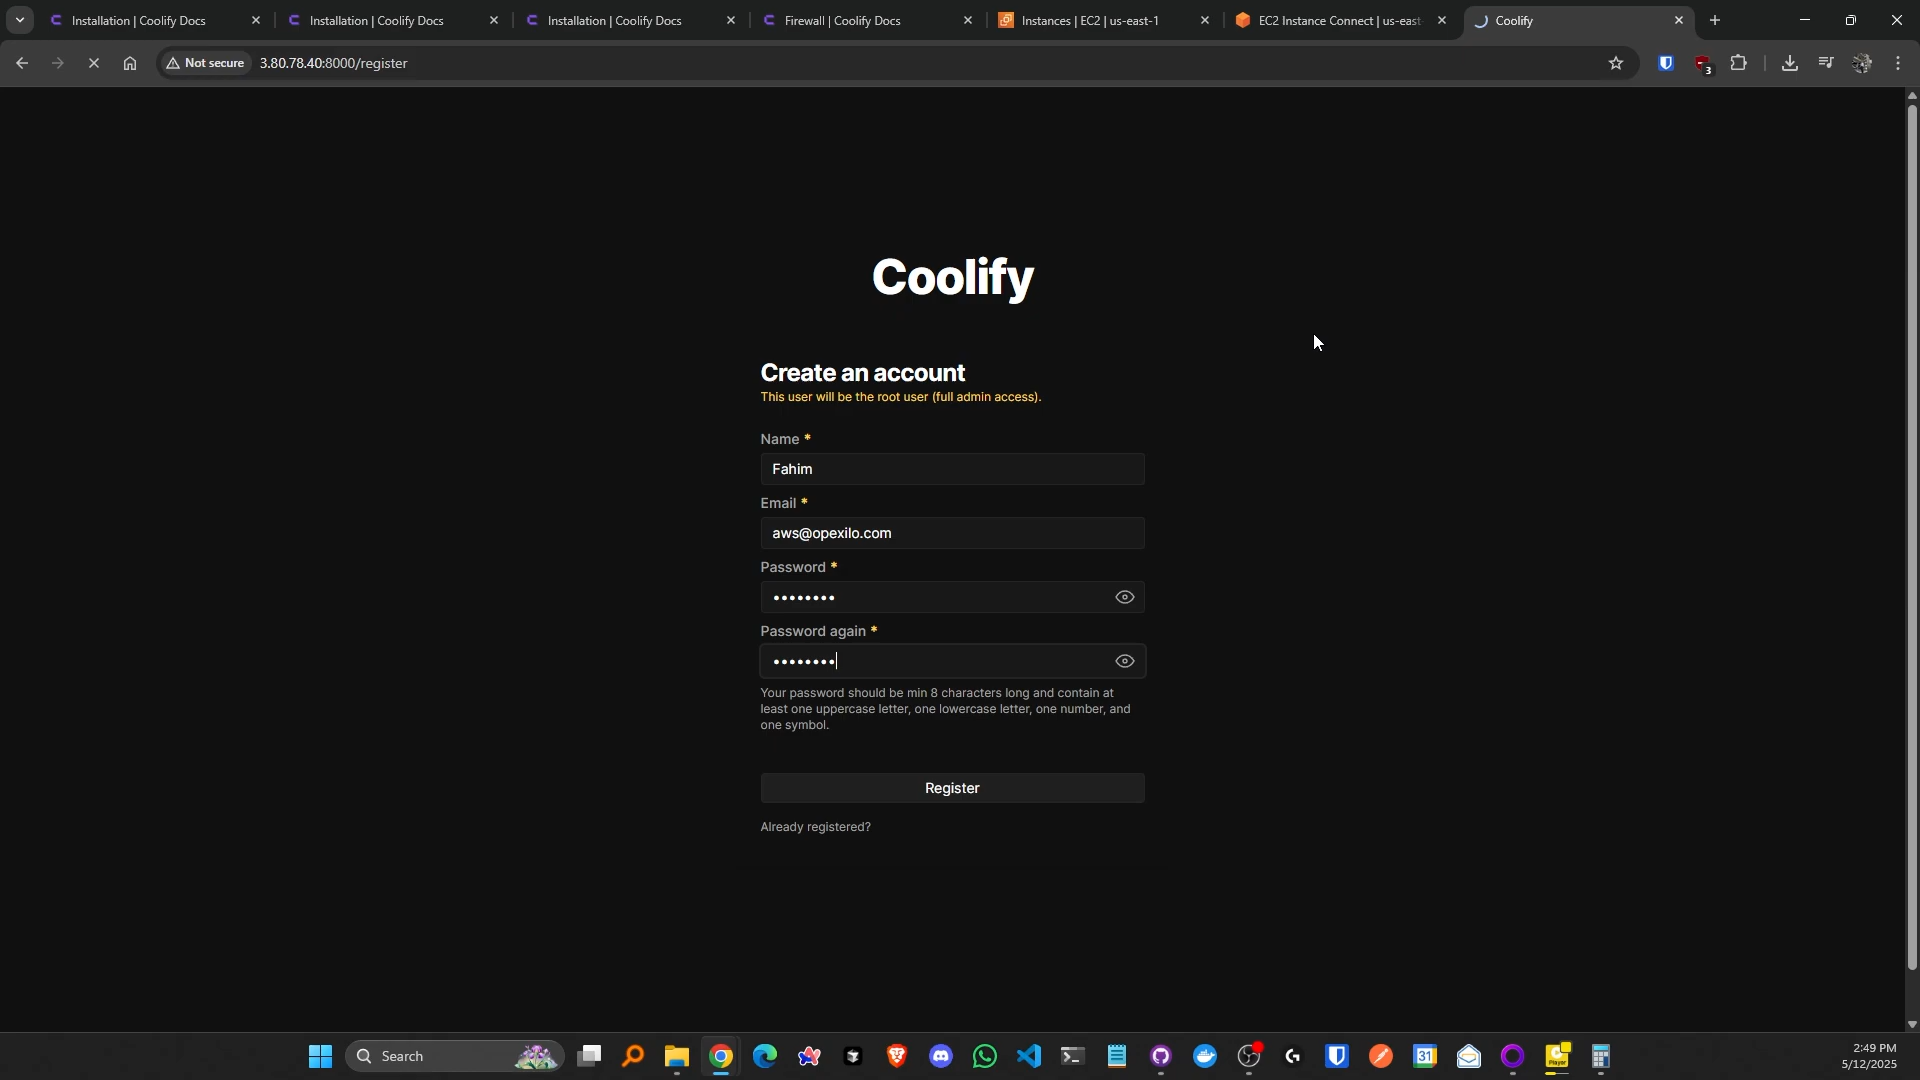 Installation | Coolify Docs
Installation | Coolify Docs
Installation | Coolify Docs
Firewall | Coolify Docs
Instances | EC2 | us-east-1
EC2 Instance Connect | us-east-
Coolify
Not secure
3.80.78.40:8000/register
3
Coolify
Create an account
This user will be the root user (full admin access).
Name *
Fahim
Email *
aws@opexilo.com
Password *
Password again *
Your password should be min 8 characters long and contain at
least one uppercase letter, one lowercase letter, one number, and
one symbol.
Register
Already registered?
Search
31
Player
2:49 PM
5/12/2025